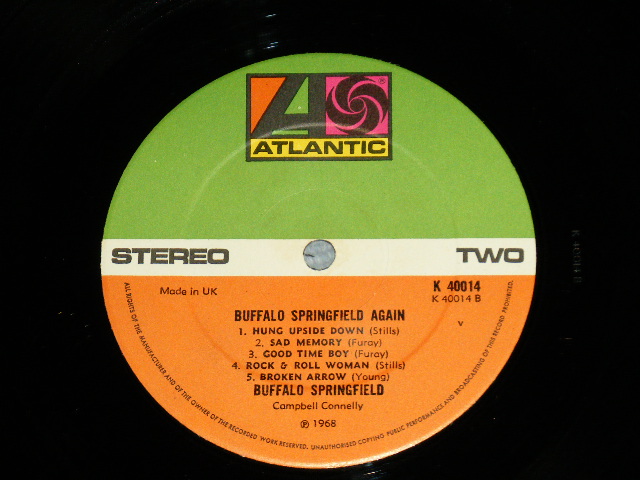 ®
ATLANTIC
STEREO
TWO
Made in UK
K 40014
K 40014 B
BUFFALO SPRINGFIELD AGAIN
1. HUNG UPSIDE DOWN (Stills)
V
2. SAD MEMORY (Furay)
3. GOOD TIME BOY (Furay)
4. ROCK & ROLL WOMAN (Stills)
5. BROKEN ARROW (Young)
BUFFALO SPRINGFIELD
Campbell Connelly
℗ 1968
ALL RIGHTS OF THE MANUFACTURER AND OF THE OWNER OF THE RECORDED WORK RESERVED. UNAUTHORISED COPYING PUBLIC PERFORMANCE AND BROADCASTING OF THIS RECORD PROHIBITED.
K 40014 B